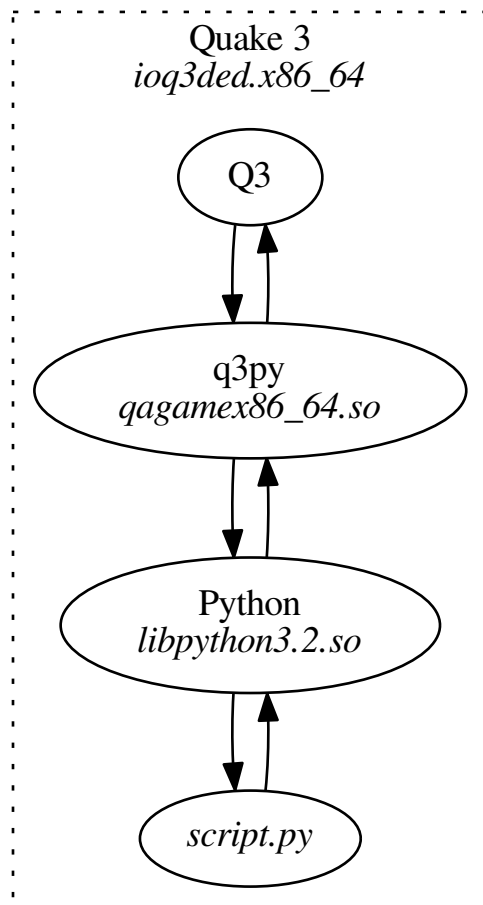 Quake 3
ioq3ded.x86_64
Q3
q3py
qagamex86_64.so
Python
libpython3.2.so
script.py